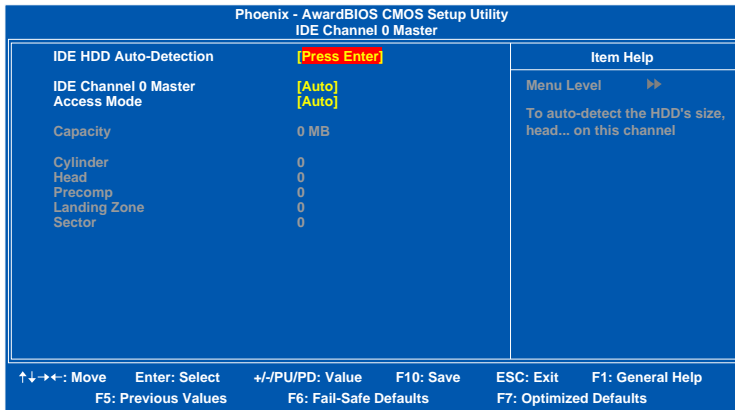 Phoenix - AwardBIOS CMOS Setup Utility
IDE Channel 0 Master
IDE HDD Auto-Detection [Press Enter]
IDE Channel 0 Master [Auto]
Access Mode [Auto]
Capacity 0 MB
Cylinder 0
Head 0
Precomp 0
Landing Zone 0
Sector 0
Item Help
Menu Level ▶▶
To auto-detect the HDD's size,
head... on this channel
↑↓→←: Move Enter: Select +/-/PU/PD: Value F10: Save ESC: Exit F1: General Help
F5: Previous Values F6: Fail-Safe Defaults F7: Optimized Defaults